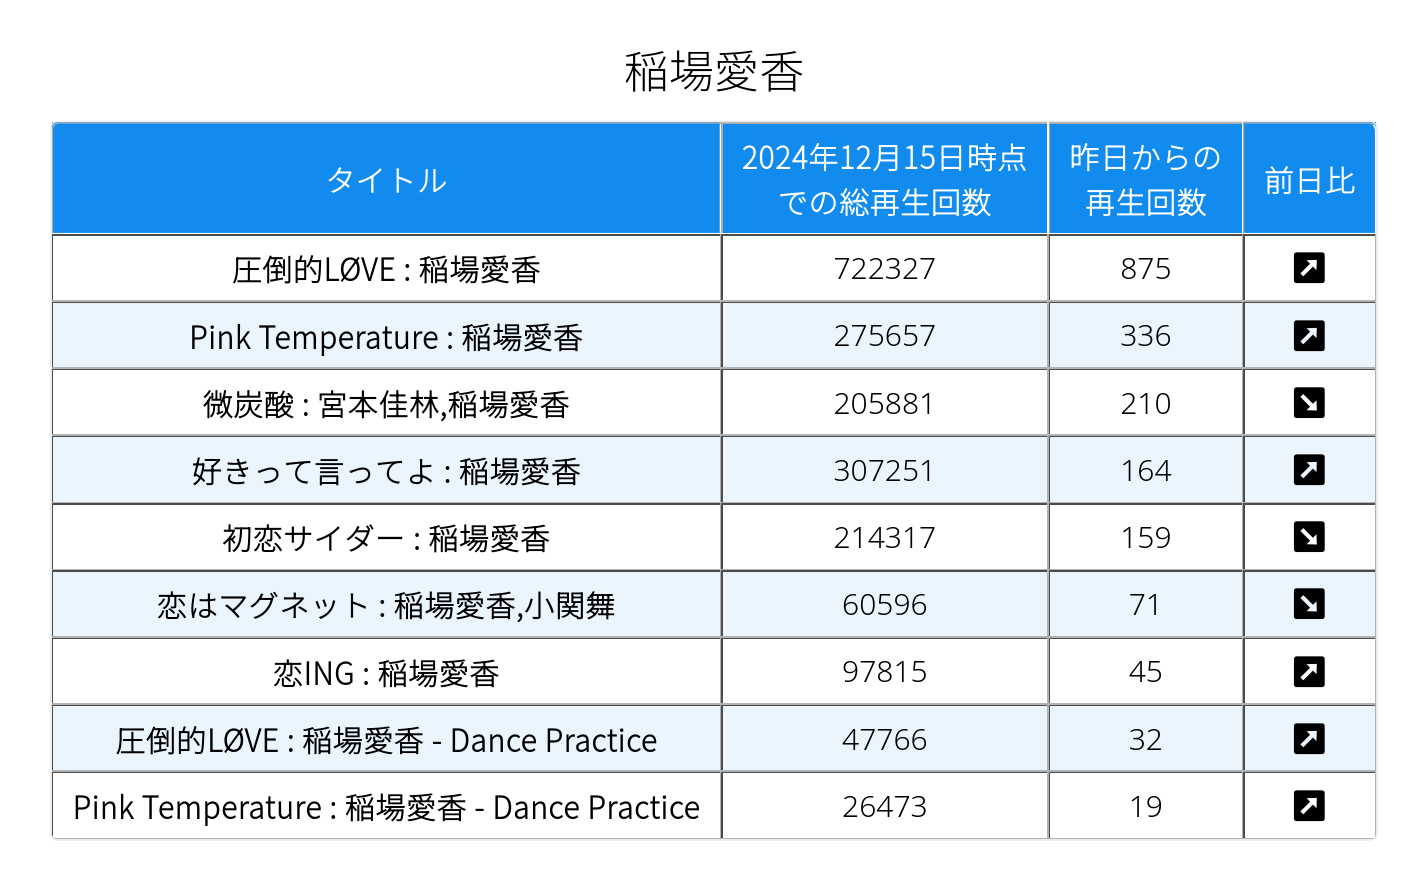 稲場愛香
タイトル 2024年12月15日時点での総再生回数 昨日からの再生回数 前日比
圧倒的LØVE : 稲場愛香 722327 875 ↗
Pink Temperature : 稲場愛香 275657 336 ↗
微炭酸 : 宮本佳林,稲場愛香 205881 210 ↘
好きって言ってよ : 稲場愛香 307251 164 ↗
初恋サイダー : 稲場愛香 214317 159 ↘
恋はマグネット : 稲場愛香,小関舞 60596 71 ↘
恋ING : 稲場愛香 97815 45 ↗
圧倒的LØVE : 稲場愛香 - Dance Practice 47766 32 ↗
Pink Temperature : 稲場愛香 - Dance Practice 26473 19 ↗